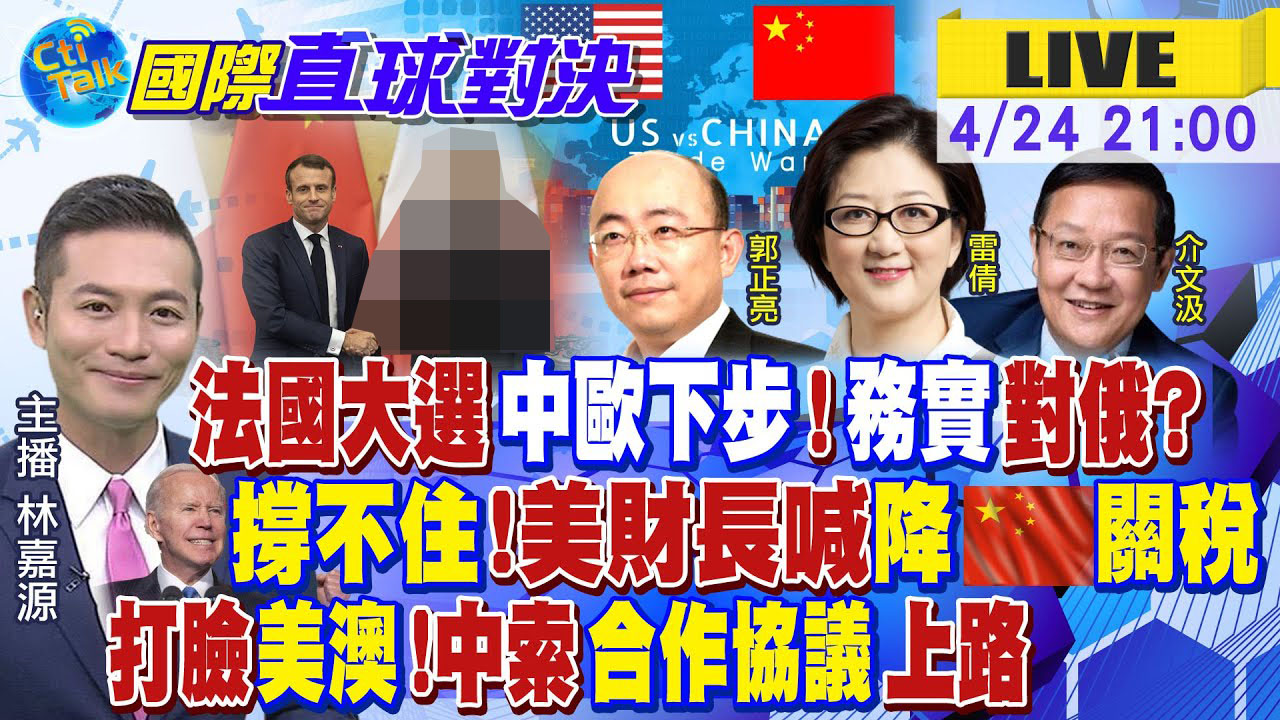 Cti Talk
國際直球對決
US vs CHINA
Trade War
LIVE
4/24 21:00
郭正亮
雷倩
介文汲
主播 林嘉源
法國大選中歐下步!務實對俄?
撐不住!美財長喊降 關稅
打臉美澳!中索合作協議上路